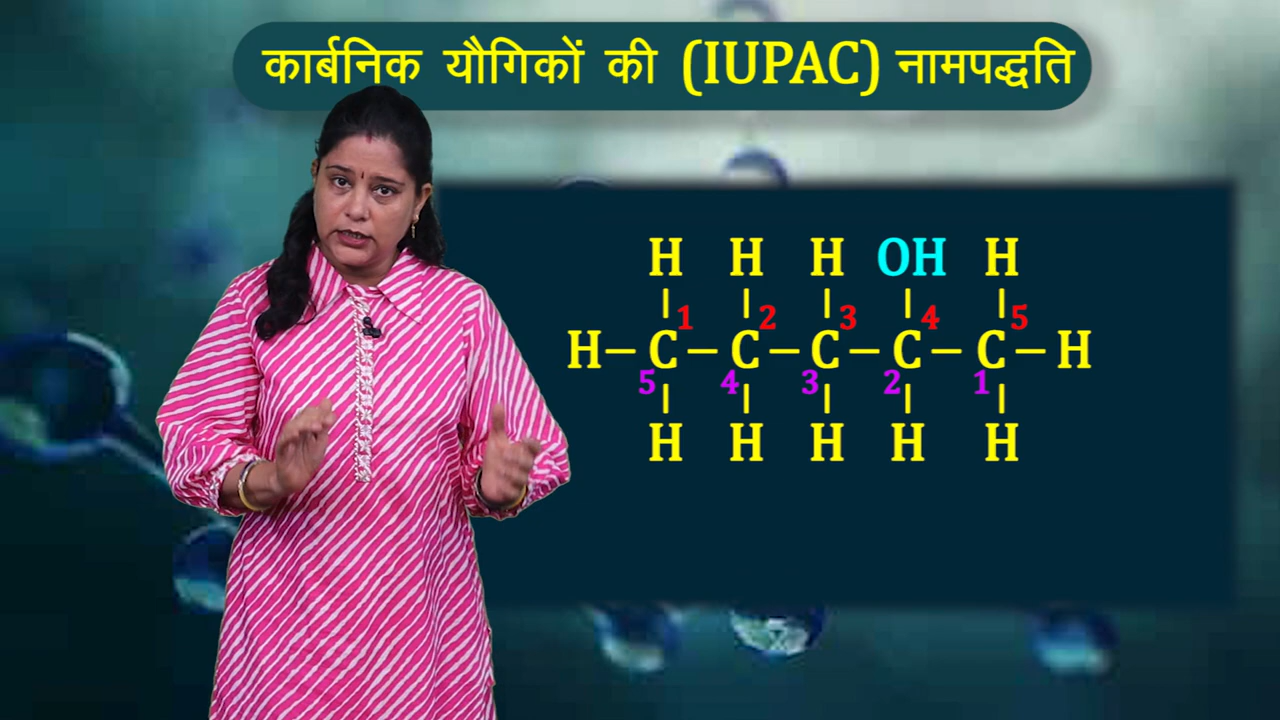 कार्बनिक यौगिकों की (IUPAC) नामपद्धति
H H H OH H
1 2 3 4 5
H–C–C–C–C–C–H
5 4 3 2 1
H H H H H